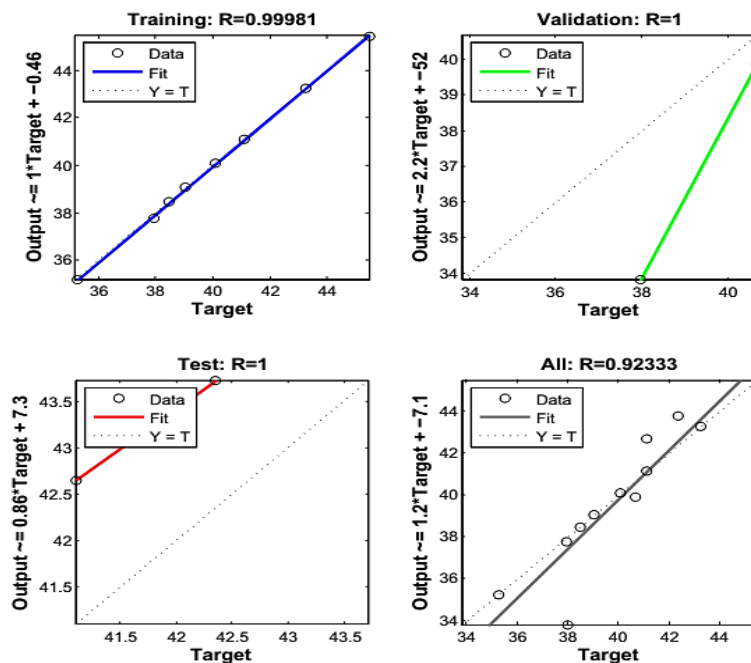 Training: R=0.99981
Output ~= 1*Target + −0.46
44
42
40
38
36
Data
Fit
Y = T
36 38 40 42 44
Target
Validation: R=1
Output ~= 2.2*Target + −52
40
39
38
37
36
35
34
Data
Fit
Y = T
34 36 38 40
Target
Test: R=1
Output ~= 0.86*Target + 7.3
43.5
43
42.5
42
41.5
Data
Fit
Y = T
41.5 42 42.5 43 43.5
Target
All: R=0.92333
Output ~= 1.2*Target + −7.1
44
42
40
38
36
34
Data
Fit
Y = T
34 36 38 40 42 44
Target